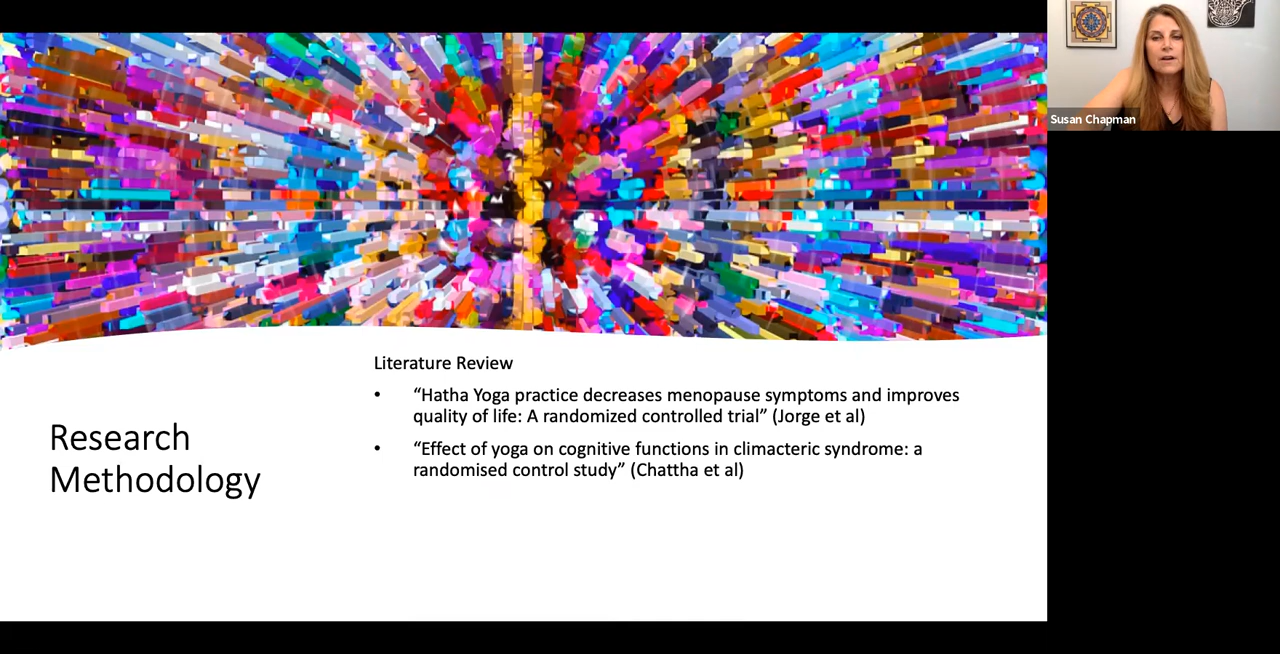 Susan Chapman
Literature Review
• “Hatha Yoga practice decreases menopause symptoms and improves
quality of life: A randomized controlled trial” (Jorge et al)
• “Effect of yoga on cognitive functions in climacteric syndrome: a
randomised control study” (Chattha et al)
Research
Methodology